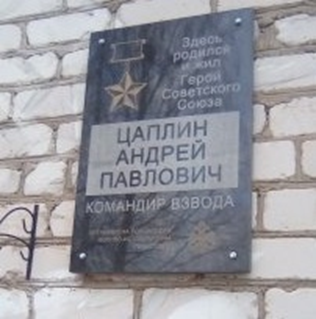 Здесь
родился
и жил
Герой
Советского
Союза
ЦАПЛИН
АНДРЕЙ
ПАВЛОВИЧ
КОМАНДИР ВЗВОДА